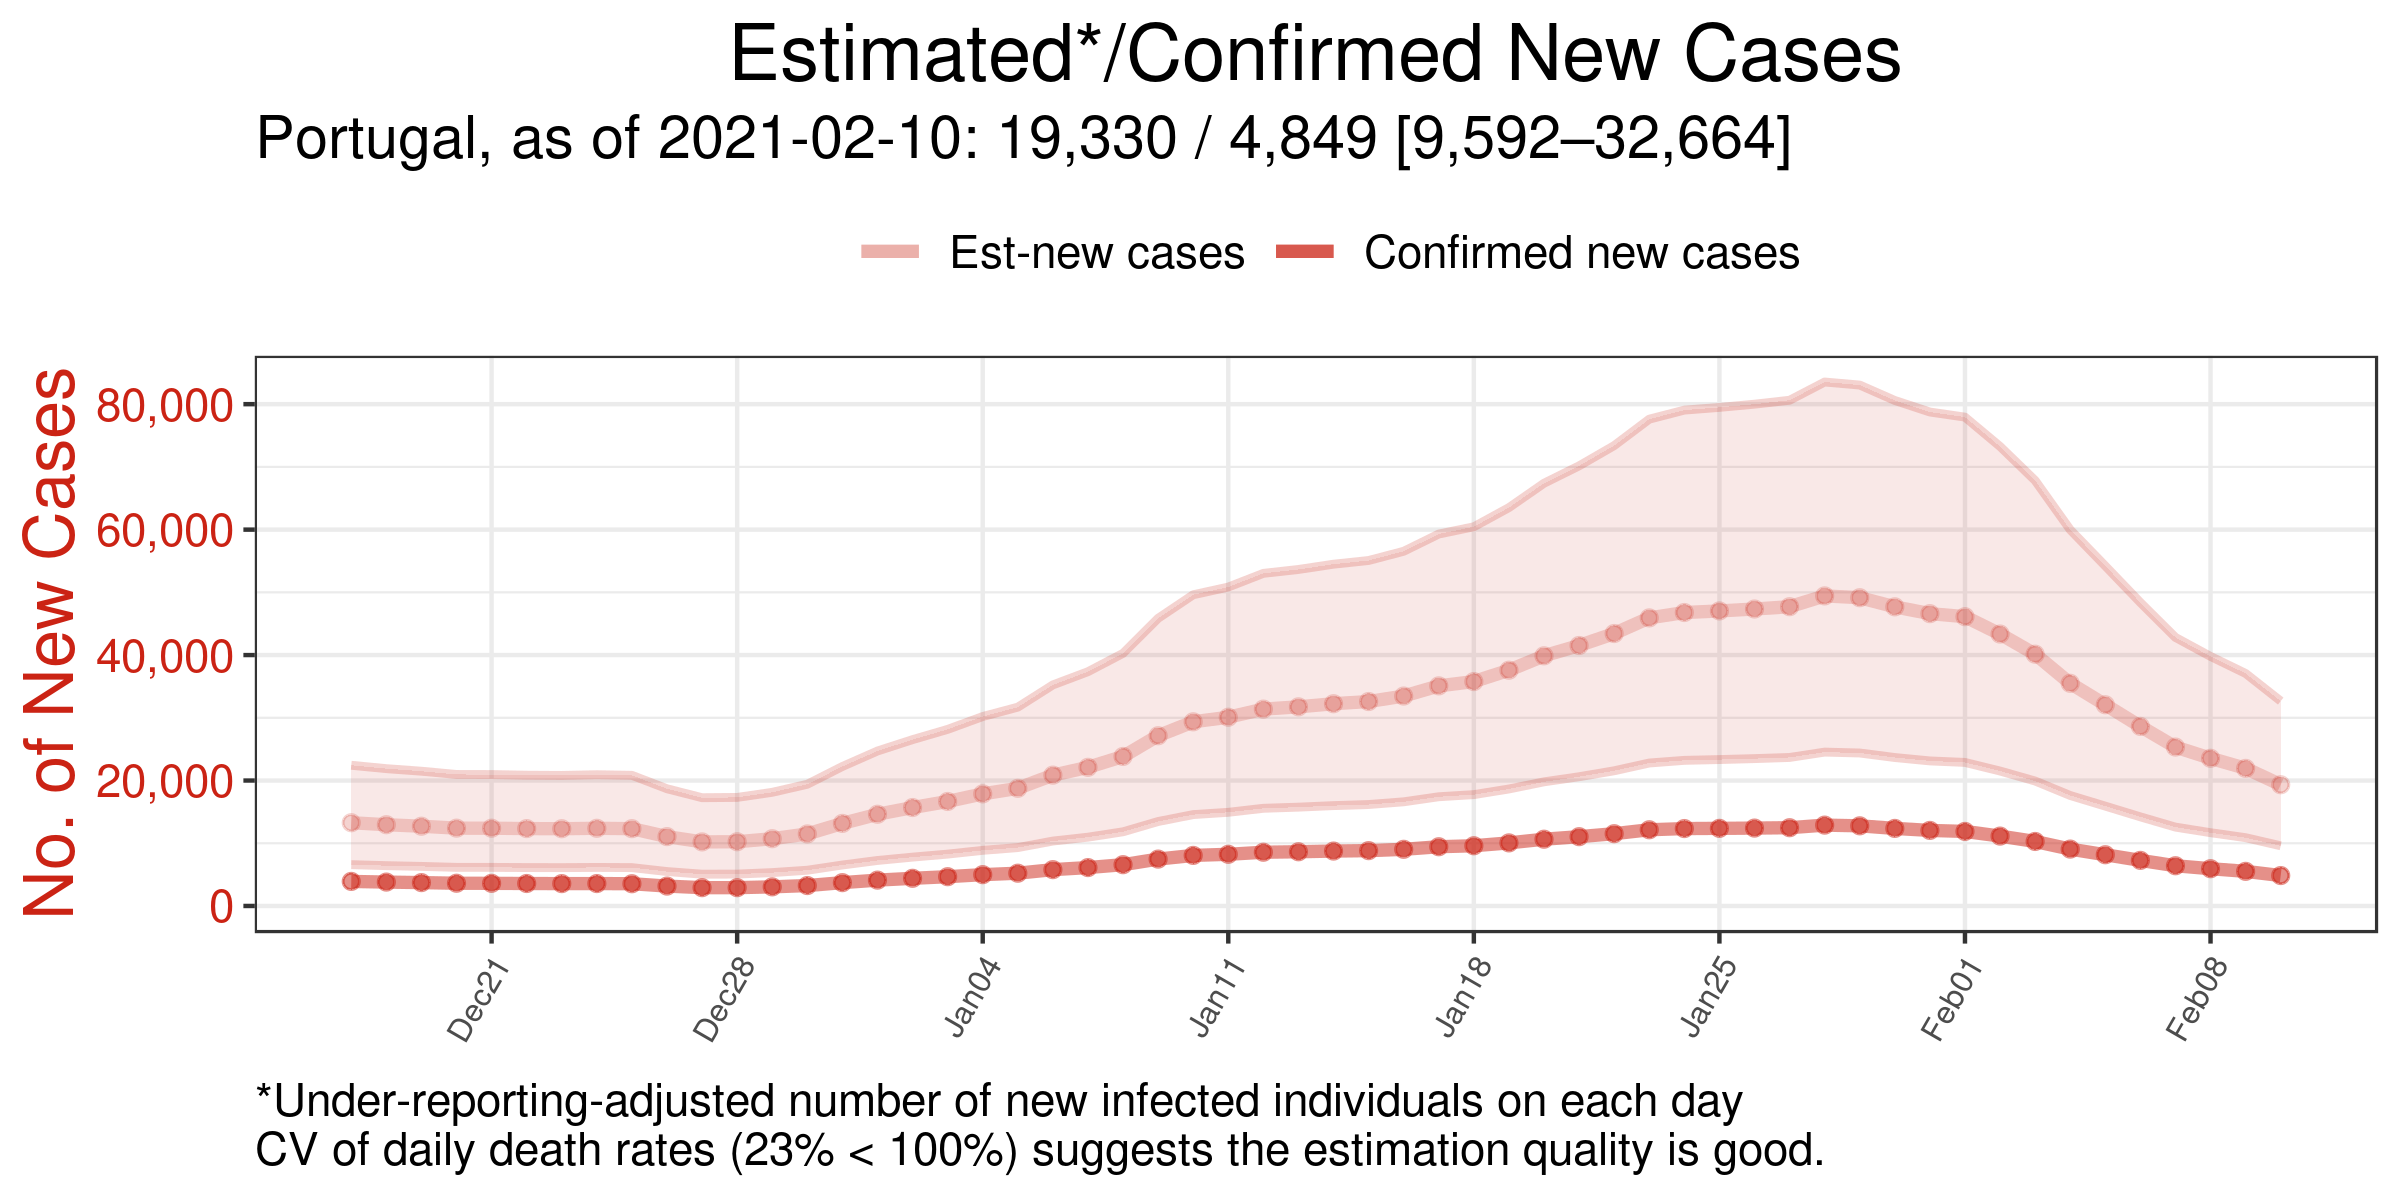 Estimated*/Confirmed New Cases
Portugal, as of 2021-02-10: 19,330 / 4,849 [9,592–32,664]
Est-new cases
Confirmed new cases
No. of New Cases
80,000
60,000
40,000
20,000
0
Dec21
Dec28
Jan04
Jan11
Jan18
Jan25
Feb01
Feb08
*Under-reporting-adjusted number of new infected individuals on each day
CV of daily death rates (23% < 100%) suggests the estimation quality is good.